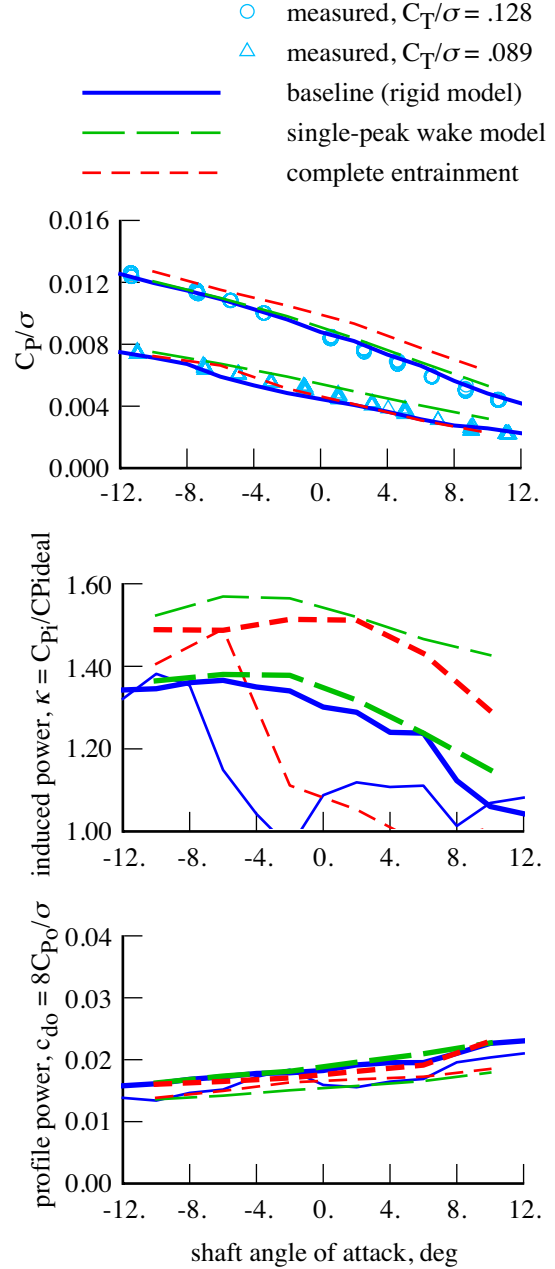 measured, C_T/σ = .128
measured, C_T/σ = .089
baseline (rigid model)
single-peak wake model
complete entrainment
0.016
0.012
0.008
0.004
0.000
C_P/σ
-12. -8. -4. 0. 4. 8. 12.
1.60
1.40
1.20
1.00
induced power, κ = C_Pi/CPideal
-12. -8. -4. 0. 4. 8. 12.
0.04
0.03
0.02
0.01
0.00
profile power, c_do = 8C_Po/σ
-12. -8. -4. 0. 4. 8. 12.
shaft angle of attack, deg